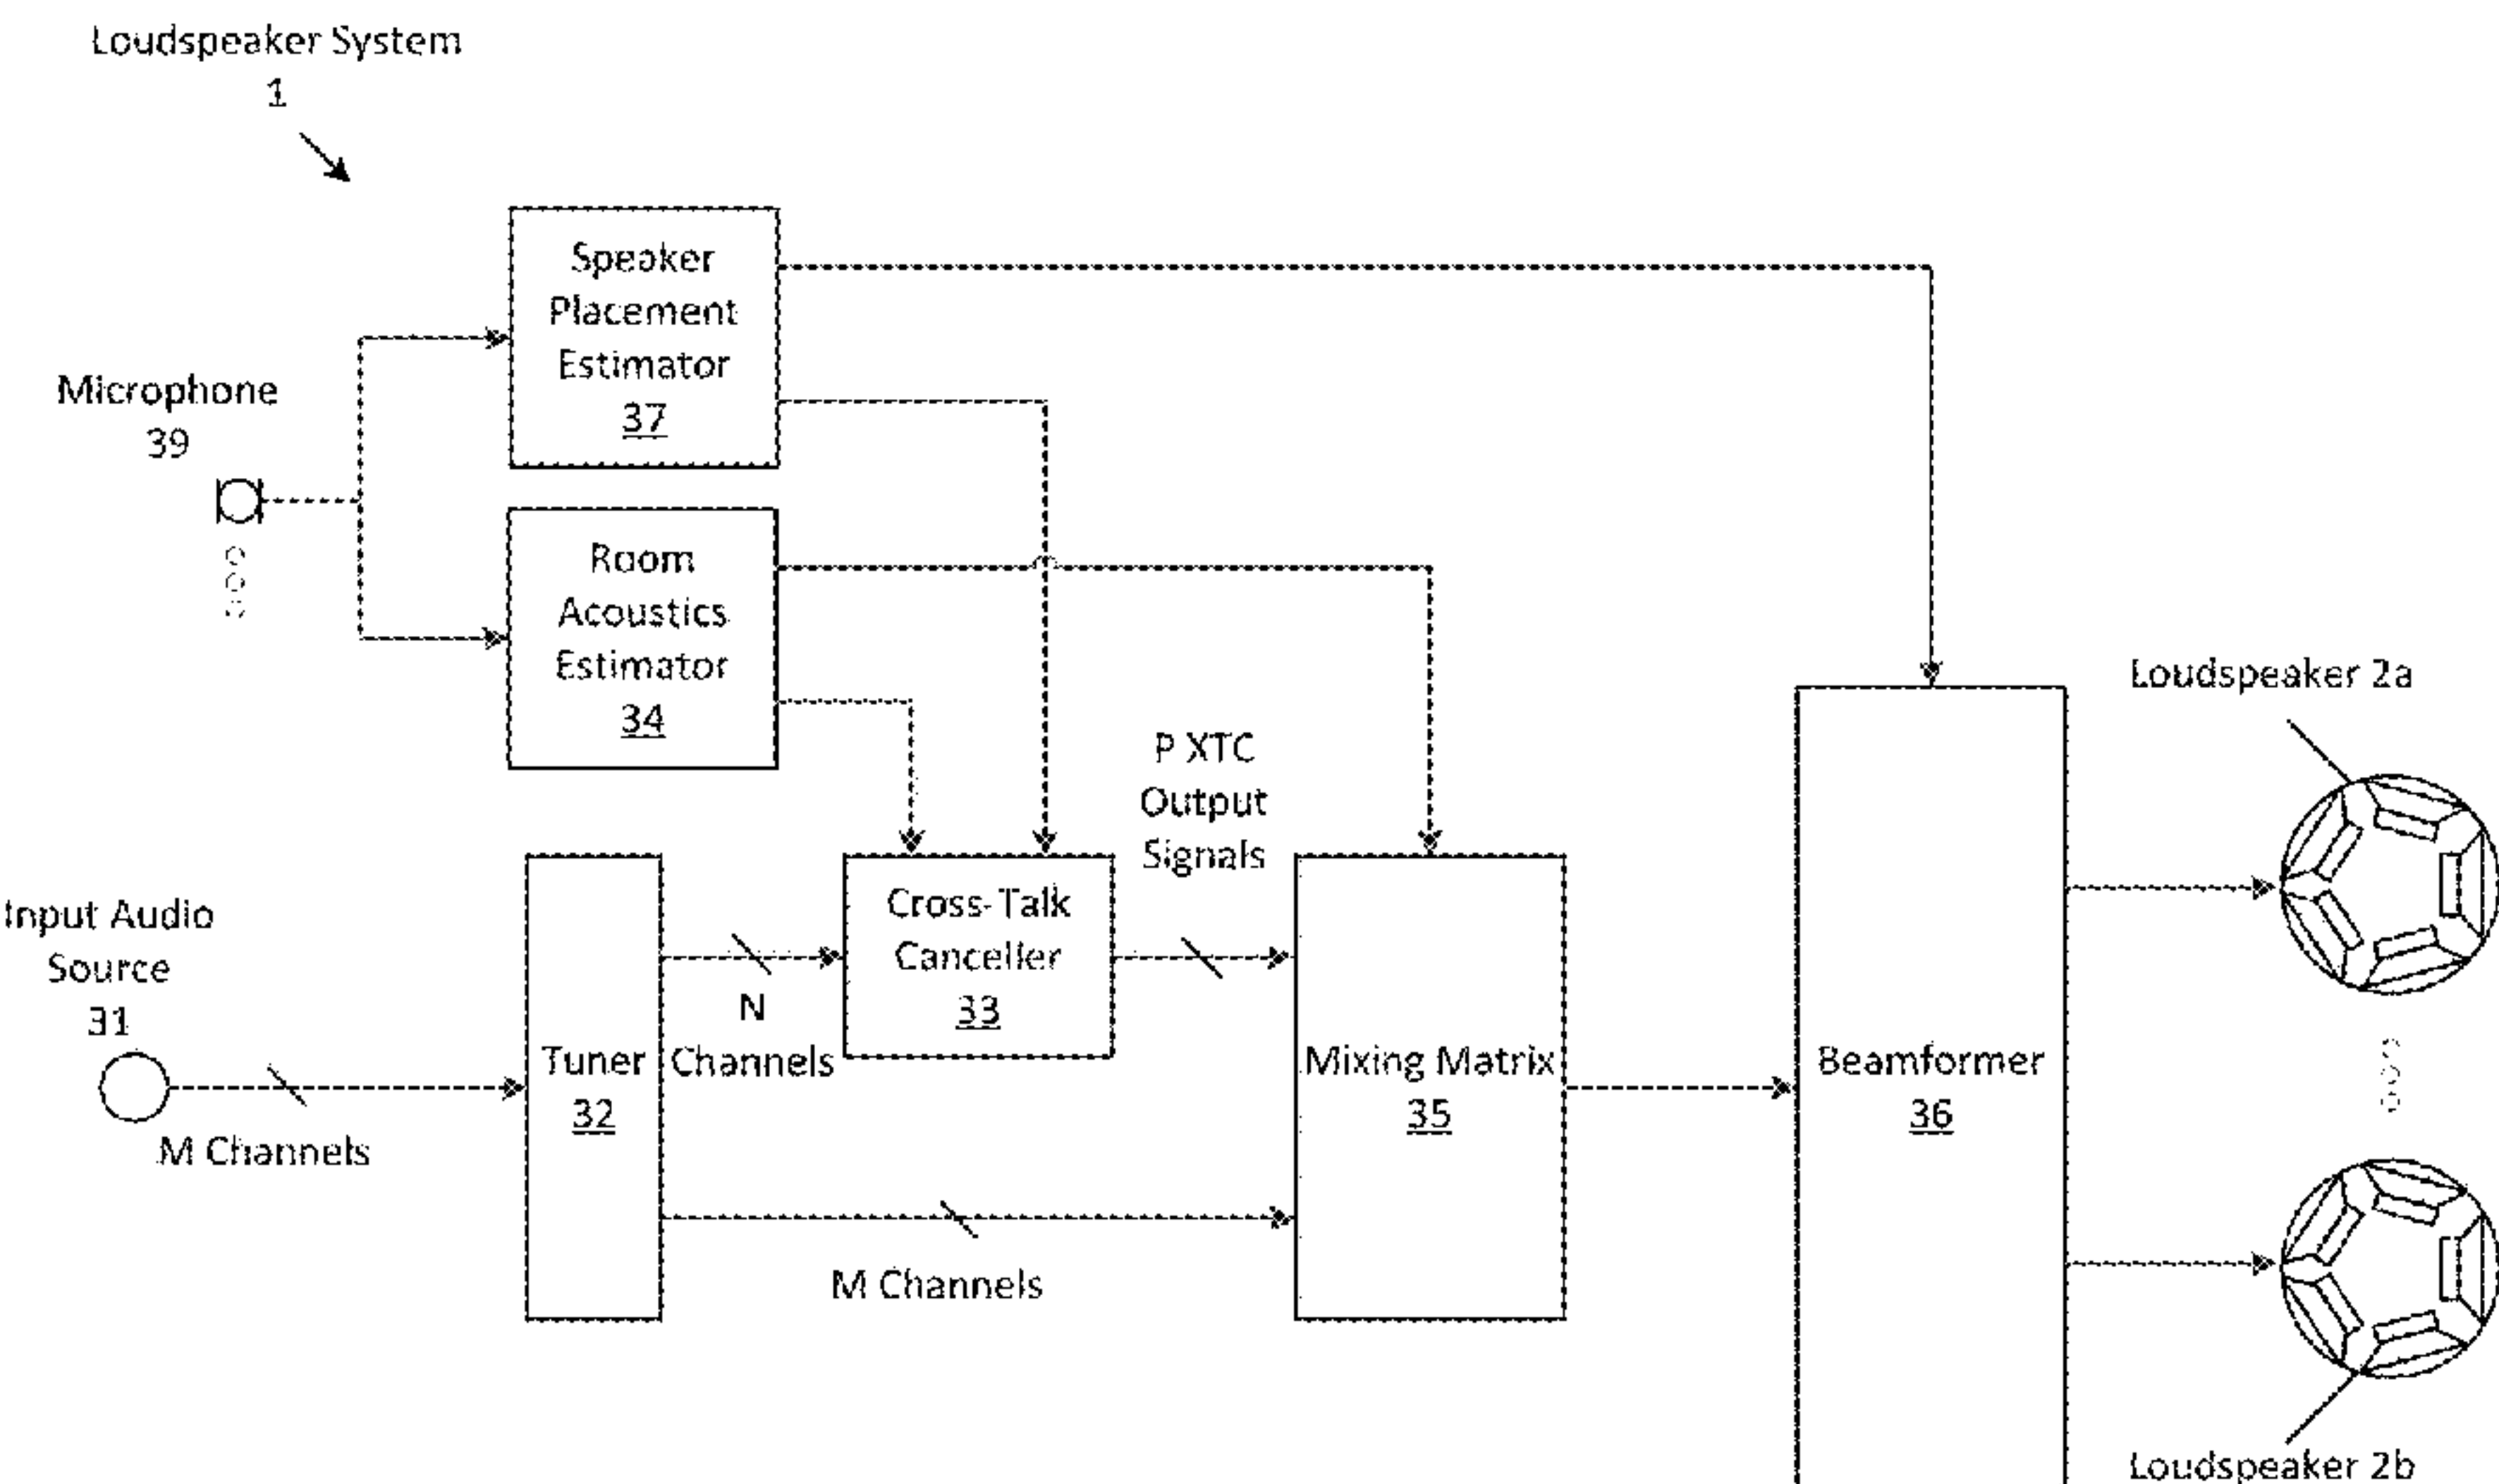 Loudspeaker System
1
Speaker
Placement
Estimator
37
Microphone
39
Room
Acoustics
Estimator
34
Loudspeaker 2a
P XTC
Output
Signals
Input Audio
Source
31
M Channels
Tuner
32
N
Channels
Cross-Talk
Canceller
33
M Channels
Mixing Matrix
35
Beamformer
36
Loudspeaker 2b